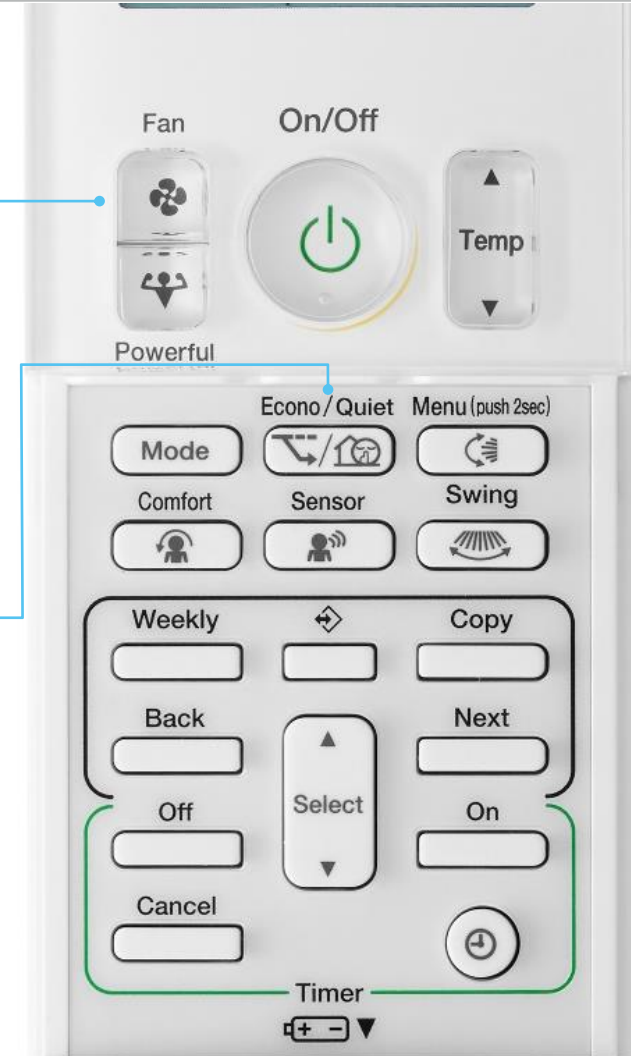 Fan On/Off
Temp
Powerful
Econo/Quiet Menu (push 2sec)
Mode
Comfort Sensor Swing
Weekly Copy
Back Next
Select
Off On
Cancel
Timer